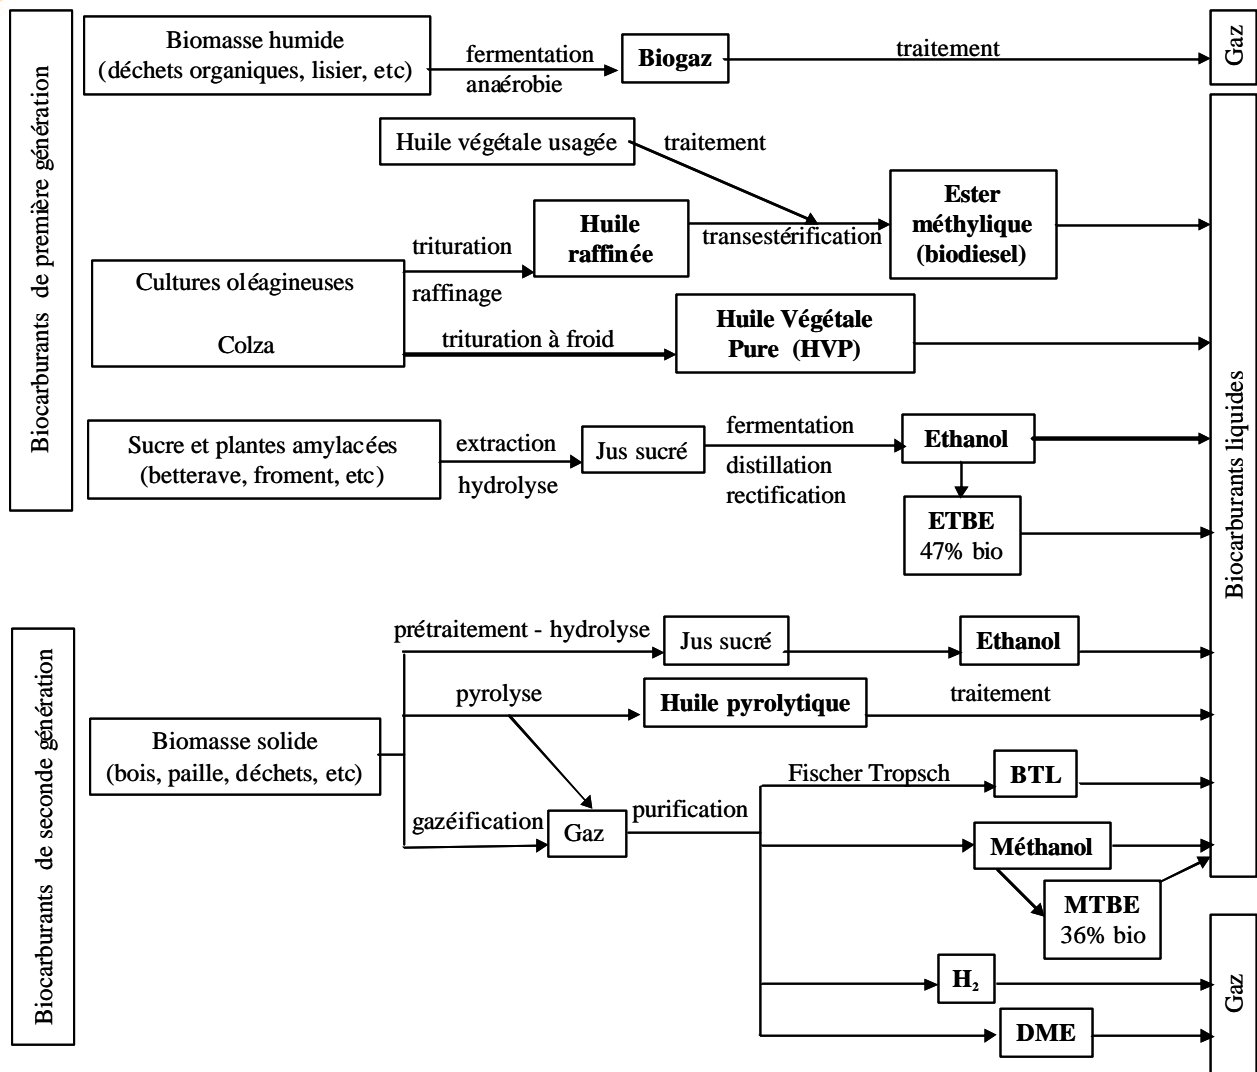 Biocarburants de première génération
Biomasse humide
(déchets organiques, lisier, etc)
fermentation
anaérobie
Biogaz
traitement
Gaz
Huile végétale usagée
traitement
Cultures oléagineuses
Colza
trituration
raffinage
Huile
raffinée
transestérification
Ester
méthylique
(biodiesel)
trituration à froid
Huile Végétale
Pure (HVP)
Sucre et plantes amylacées
(betterave, froment, etc)
extraction
hydrolyse
Jus sucré
fermentation
distillation
rectification
Ethanol
ETBE
47% bio
Biocarburants liquides
Biocarburants de seconde génération
Biomasse solide
(bois, paille, déchets, etc)
prétraitement - hydrolyse
Jus sucré
Ethanol
pyrolyse
Huile pyrolytique
traitement
gazéification
Gaz
purification
Fischer Tropsch
BTL
Méthanol
MTBE
36% bio
H₂
DME
Gaz